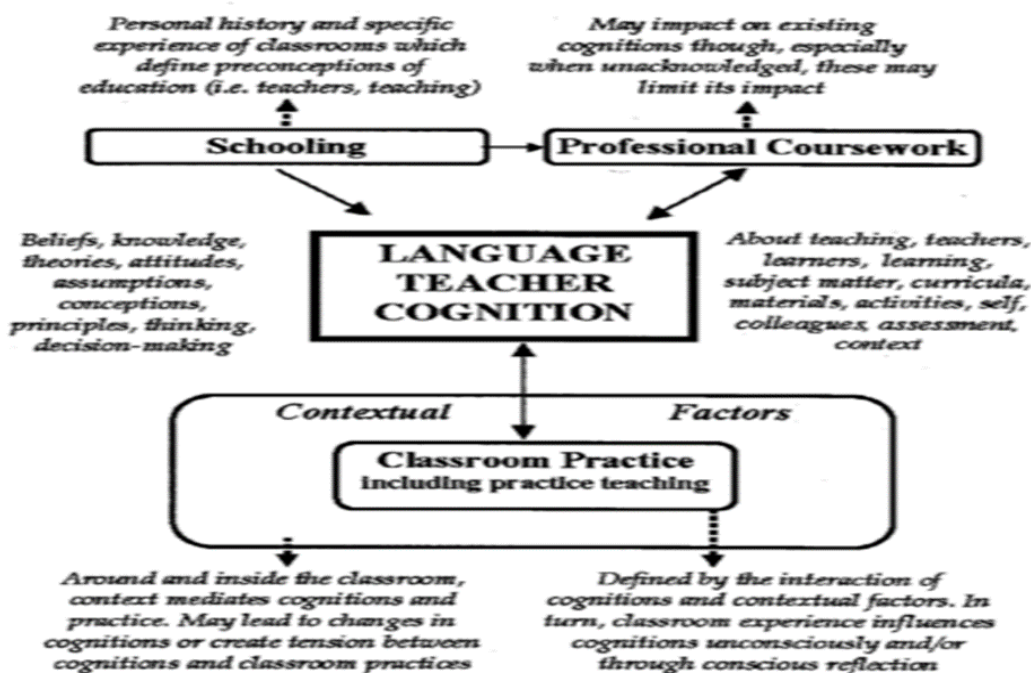 Personal history and specific
experience of classrooms which
define preconceptions of
education (i.e. teachers, teaching)
May impact on existing
cognitions though, especially
when unacknowledged, these may
limit its impact
Schooling
Professional Coursework
Beliefs, knowledge,
theories, attitudes,
assumptions,
conceptions,
principles, thinking,
decision-making
LANGUAGE
TEACHER
COGNITION
About teaching, teachers,
learners, learning,
subject matter, curricula,
materials, activities, self,
colleagues, assessment,
context
Contextual Factors
Classroom Practice
including practice teaching
Around and inside the classroom,
context mediates cognitions and
practice. May lead to changes in
cognitions or create tension between
cognitions and classroom practices
Defined by the interaction of
cognitions and contextual factors. In
turn, classroom experience influences
cognitions unconsciously and/or
through conscious reflection